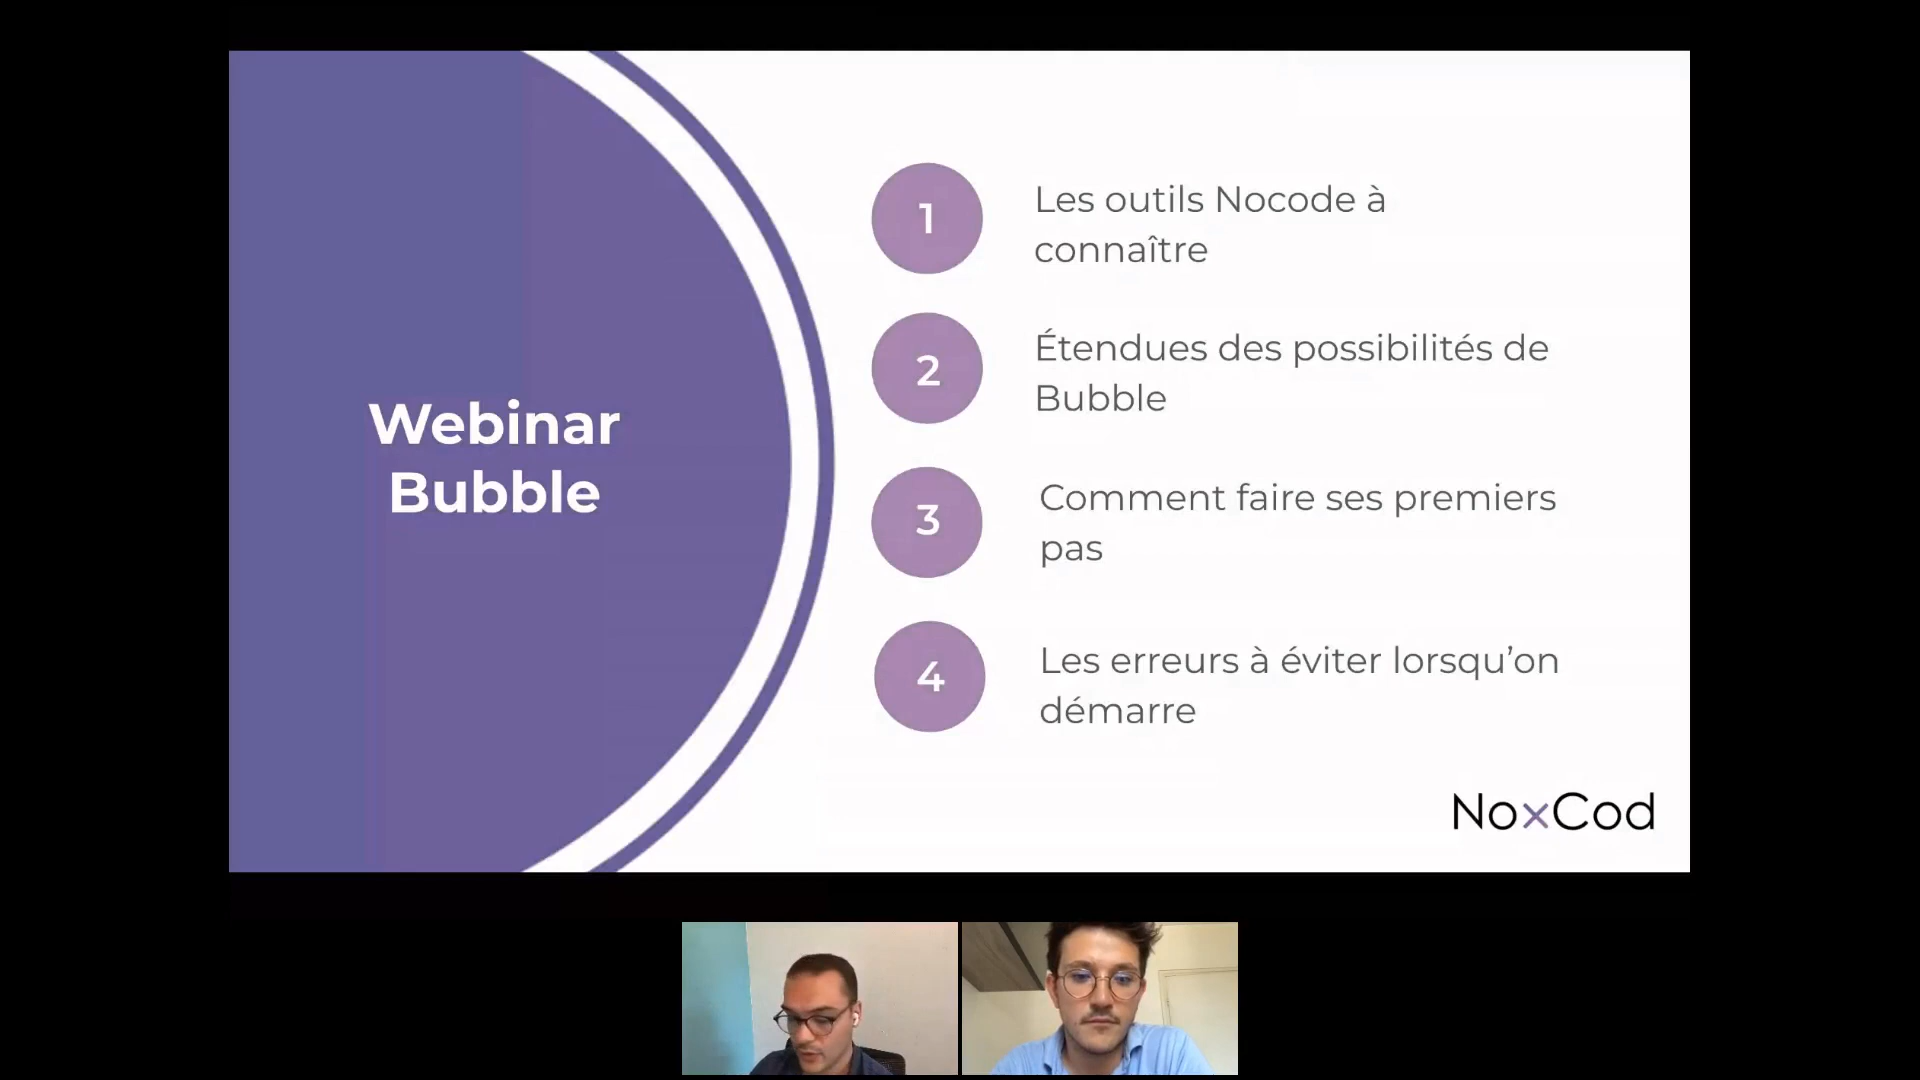 Webinar
Bubble
1
Les outils Nocode à
connaître
2
Étendues des possibilités de
Bubble
3
Comment faire ses premiers
pas
4
Les erreurs à éviter lorsqu’on
démarre
NoxCod